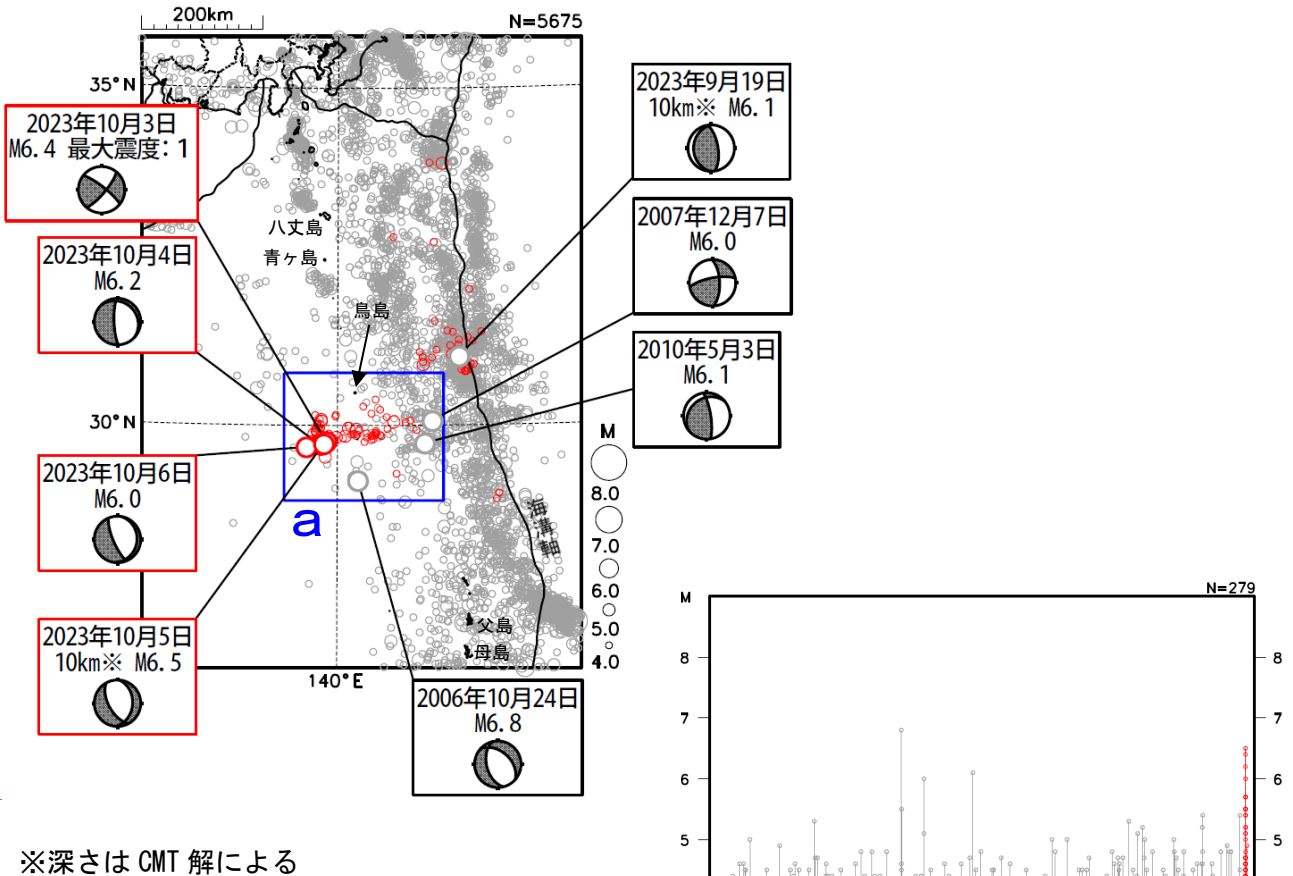 200km
N=5675
35°N
30°N
140°E
2023年10月3日
M6.4 最大震度：1
2023年10月4日
M6.2
2023年10月6日
M6.0
2023年10月5日
10km※ M6.5
2023年9月19日
10km※ M6.1
2007年12月7日
M6.0
2010年5月3日
M6.1
2006年10月24日
M6.8
八丈島
青ヶ島
鳥島
a
海溝軸
父島
母島
M
8.0
7.0
6.0
5.0
4.0
N=279
M
8
8
7
7
6
6
5
5
※深さは CMT 解による